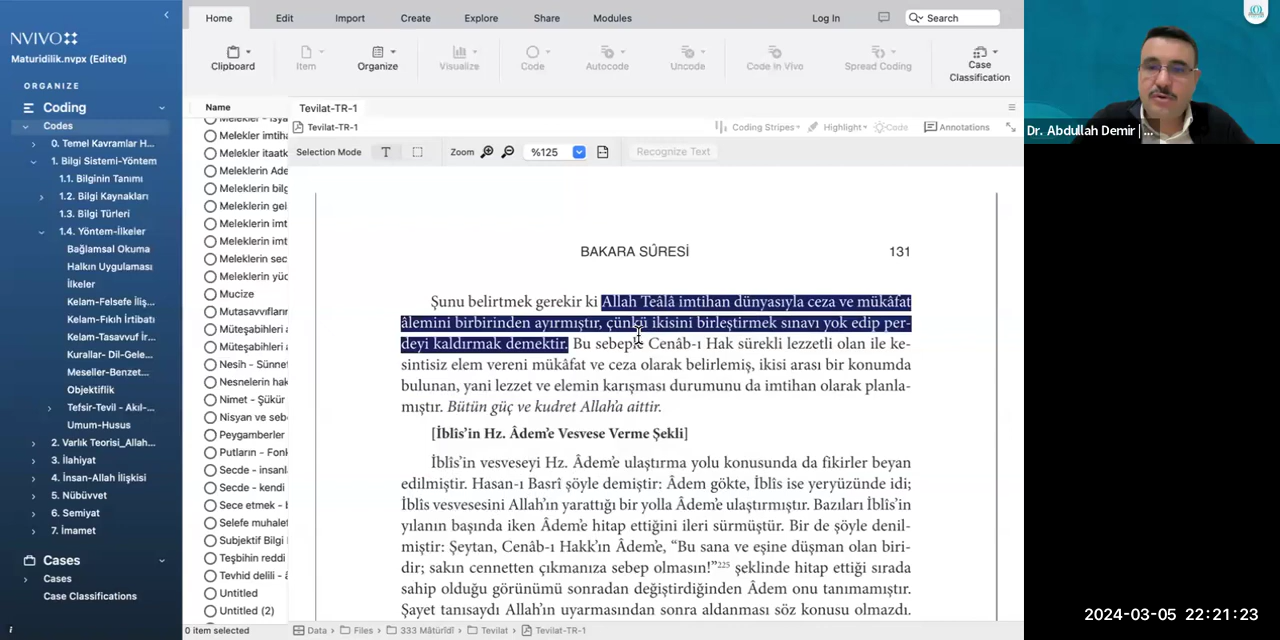 NVIVO
Maturidilik.nvpx (Edited)
ORGANIZE
Coding
Codes
0. Temel Kavramlar H...
1. Bilgi Sistemi-Yöntem
1.1. Bilginin Tanımı
1.2. Bilgi Kaynakları
1.3. Bilgi Türleri
1.4. Yöntem-İlkeler
Bağlamsal Okuma
Halkın Uygulaması
İlkeler
Kelam-Felsefe İliş...
Kelam-Fıkıh İrtibatı
Kelam-Tasavvuf İr...
Kurallar- Dil-Gele...
Meseller-Benzet...
Objektiflik
Tefsir-Tevil - Akıl-...
Umum-Husus
2. Varlık Teorisi_Allah...
3. İlahiyat
4. İnsan-Allah İlişkisi
5. Nübüvvet
6. Semiyat
7. İmamet
Cases
Cases
Case Classifications
Home Edit Import Create Explore Share Modules Log In Search
Clipboard Item Organize Visualize Code Autocode Uncode Code In Vivo Spread Coding Case Classification
Name
Melekler - isya
Melekler imtiha
Melekler itaatk
Meleklerin Ade
Meleklerin bilg
Meleklerin gel
Meleklerin imt
Meleklerin imt
Meleklerin sec
Meleklerin yüc
Mucize
Mutasavvıflarır
Müteşabihleri a
Müteşabihleri a
Nesih - Sünne
Nesnelerin hak
Nimet - Şükür
Nisyan ve seb
Peygamberler
Putların - Fonk
Secde - insanl
Secde - kendi
Sece etmek - b
Selefe muhalef
Subjektif Bilgi
Teşbihin reddi
Tevhid delili - â
Untitled
Untitled (2)
0 item selected
Tevilat-TR-1
Tevilat-TR-1 Coding Stripes Highlight Code Annotations
Selection Mode Zoom %125 Recognize Text
BAKARA SÛRESİ 131
Şunu belirtmek gerekir ki Allah Teâlâ imtihan dünyasıyla ceza ve mükâfat
âlemini birbirinden ayırmıştır, çünkü ikisini birleştirmek sınavı yok edip per-
deyi kaldırmak demektir. Bu sebeple Cenâb-ı Hak sürekli lezzetli olan ile ke-
sintisiz elem vereni mükâfat ve ceza olarak belirlemiş, ikisi arası bir konumda
bulunan, yani lezzet ve elemin karışması durumunu da imtihan olarak planla-
mıştır. Bütün güç ve kudret Allah'a aittir.
[İblîs'in Hz. Âdem'e Vesvese Verme Şekli]
İblîs'in vesveseyi Hz. Âdem'e ulaştırma yolu konusunda da fikirler beyan
edilmiştir. Hasan-ı Basrî şöyle demiştir: Âdem gökte, İblîs ise yeryüzünde idi;
İblîs vesvesesini Allah'ın yarattığı bir yolla Âdem'e ulaştırmıştır. Bazıları İblîs'in
yılanın başında iken Âdem'e hitap ettiğini ileri sürmüştür. Bir de şöyle denil-
miştir: Şeytan, Cenâb-ı Hakk'ın Âdem'e, “Bu sana ve eşine düşman olan biri-
dir; sakın cennetten çıkmanıza sebep olmasın!”225 şeklinde hitap ettiği sırada
sahip olduğu görünümü sonradan değiştirdiğinden Âdem onu tanımamıştır.
Şayet tanısaydı Allah'ın uyarmasından sonra aldanması söz konusu olmazdı.
Data Files 333 Mâtürîdî Tevilat Tevilat-TR-1
Dr. Abdullah Demir | ...
2024-03-05 22:21:23